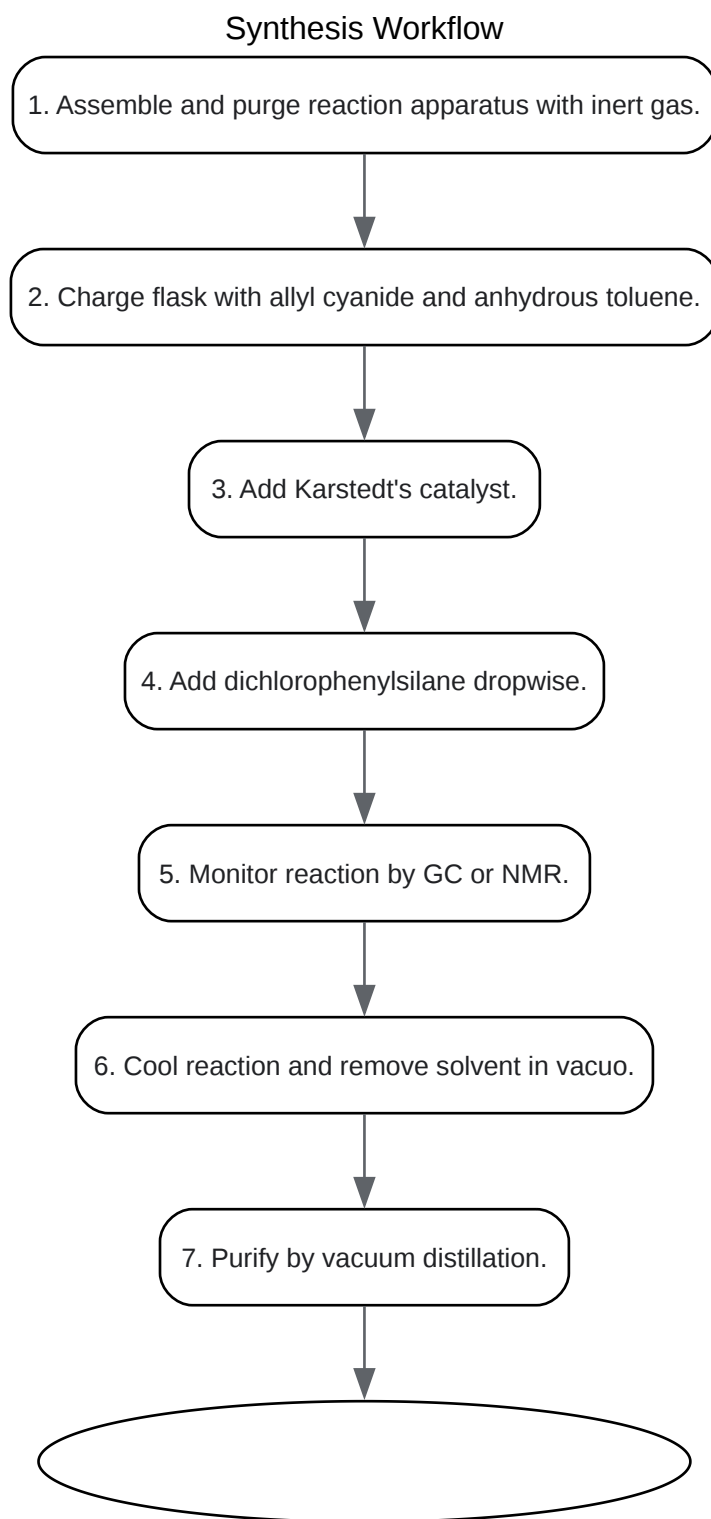 Synthesis Workflow
1. Assemble and purge reaction apparatus with inert gas.
2. Charge flask with allyl cyanide and anhydrous toluene.
3. Add Karstedt's catalyst.
4. Add dichlorophenylsilane dropwise.
5. Monitor reaction by GC or NMR.
6. Cool reaction and remove solvent in vacuo.
7. Purify by vacuum distillation.